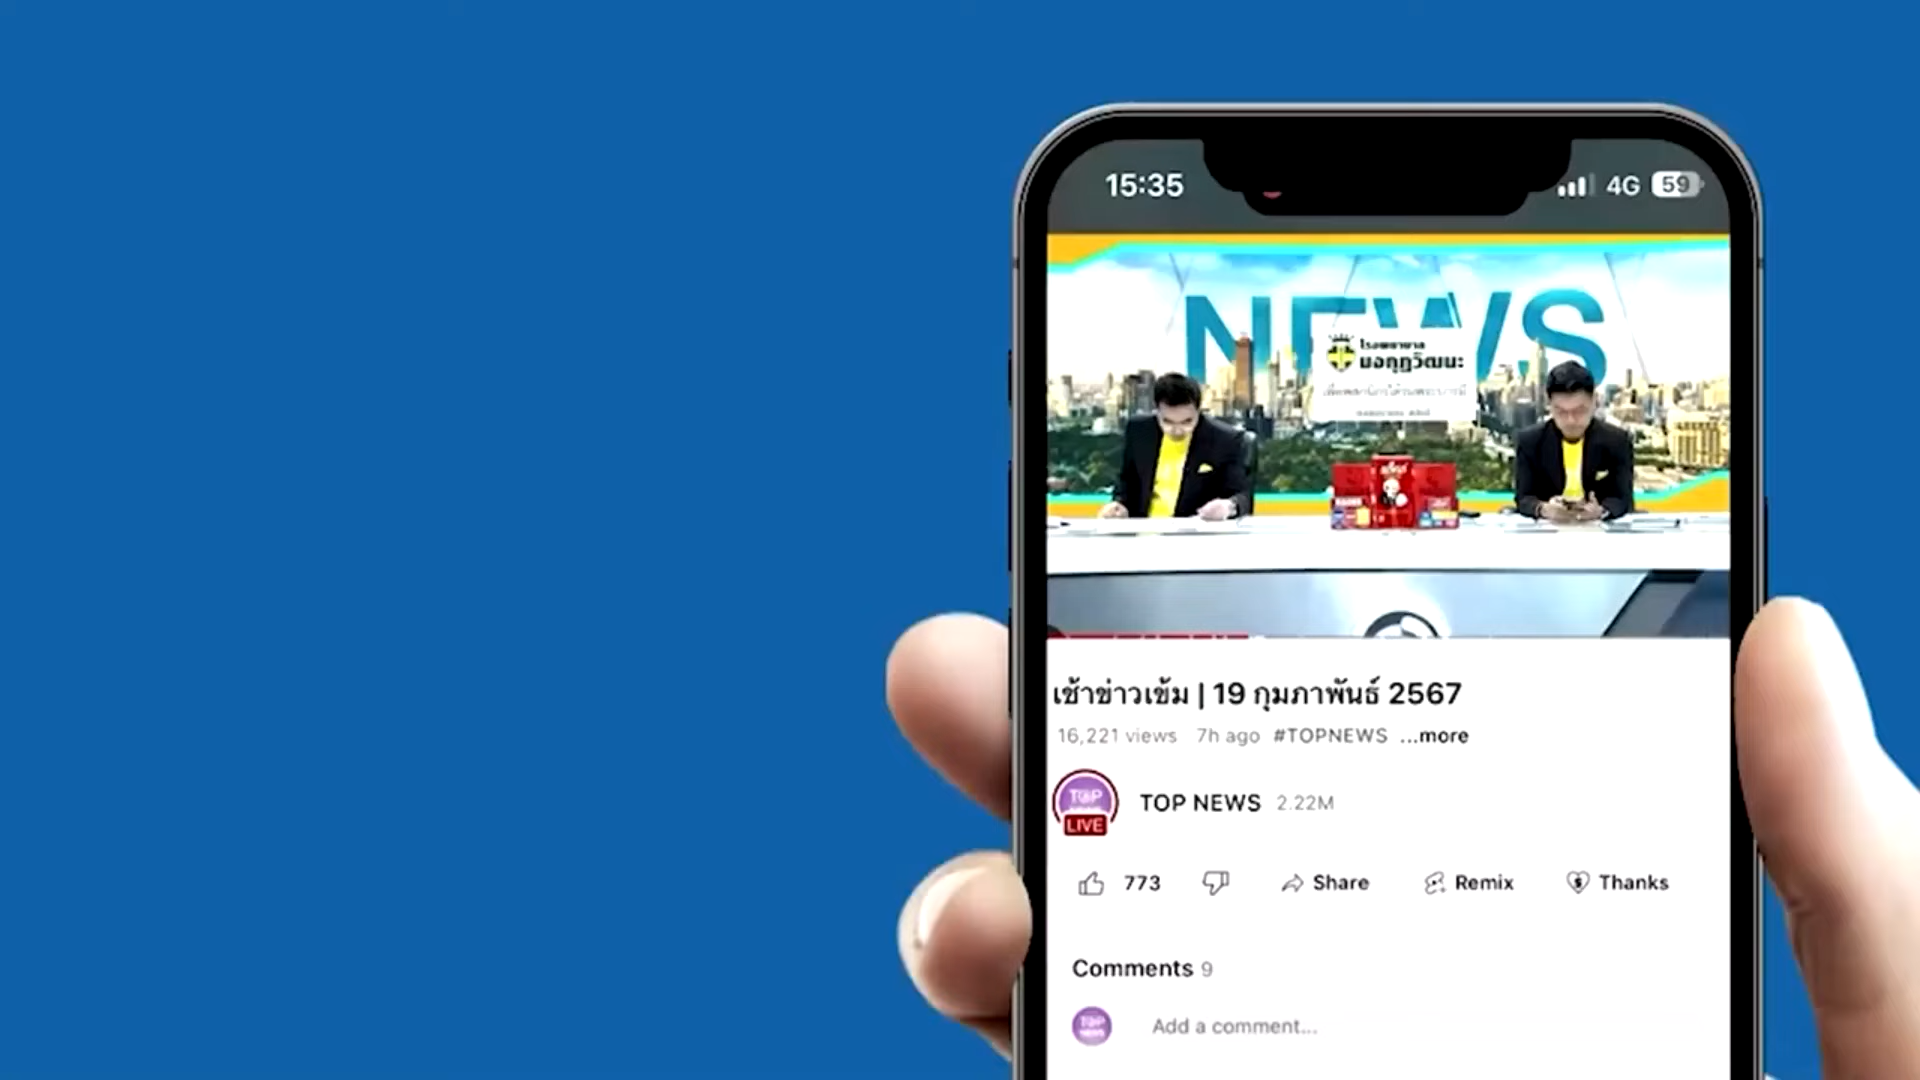 15:35
4G 59
NEWS
โรงพยาบาล
มงกุฎวัฒนะ
เช้าข่าวเข้ม | 19 กุมภาพันธ์ 2567
16,221 views 7h ago #TOPNEWS ...more
TOP
LIVE
TOP NEWS 2.22M
773 Share Remix Thanks
Comments 9
TOP
NEWS
Add a comment...